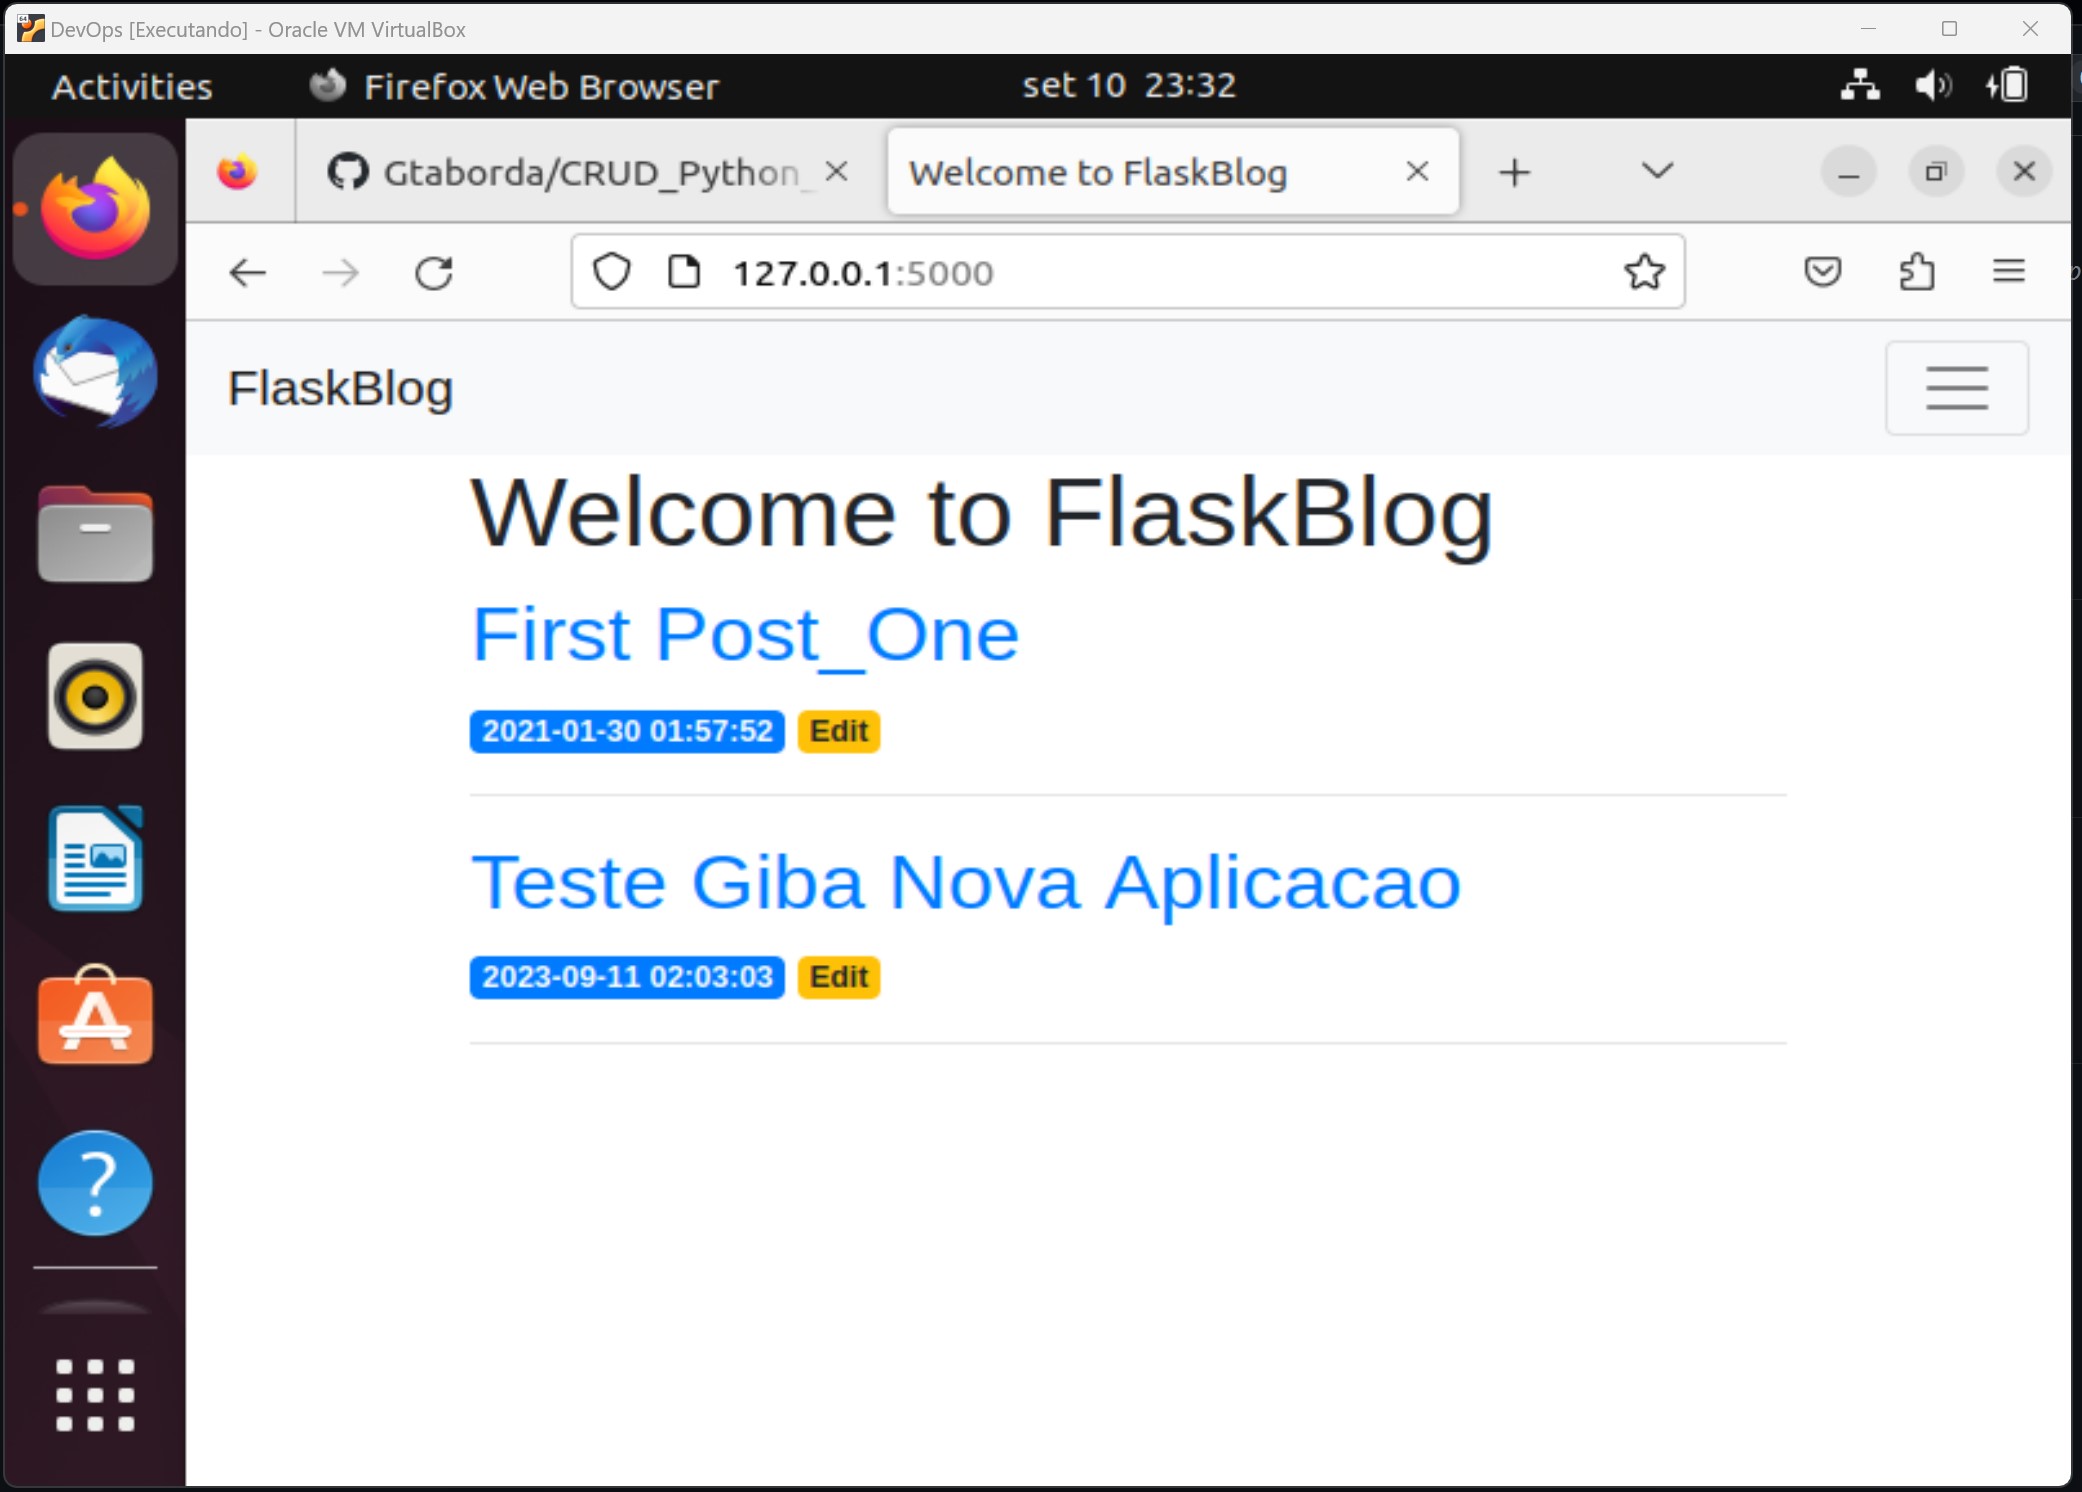 DevOps [Executando] - Oracle VM VirtualBox
Activities Firefox Web Browser set 10 23:32
Gtaborda/CRUD_Python_ Welcome to FlaskBlog
127.0.0.1:5000
FlaskBlog
Welcome to FlaskBlog
First Post_One
2021-01-30 01:57:52 Edit
Teste Giba Nova Aplicacao
2023-09-11 02:03:03 Edit